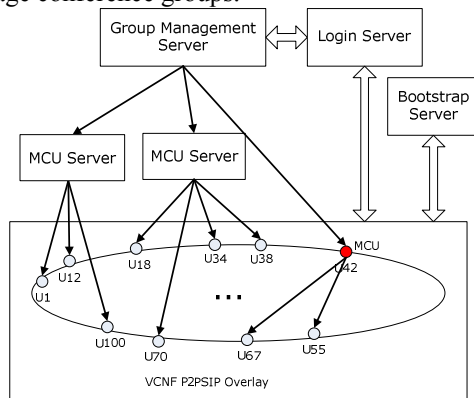 ge conference groups.
Group Management
Server
Login Server
Bootstrap
Server
MCU Server
MCU Server
MCU
U18
U34
U38
U42
U12
U1
U100
U70
U67
U55
...
VCNF P2PSIP Overlay